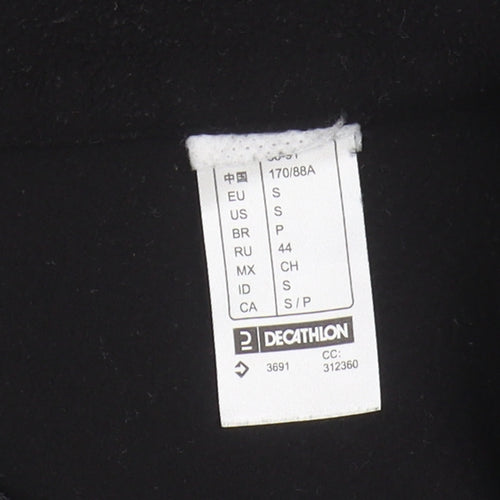 中国 170/88A
EU S
US S
BR P
RU 44
MX CH
ID S
CA S / P
DECATHLON
3691 CC: 312360